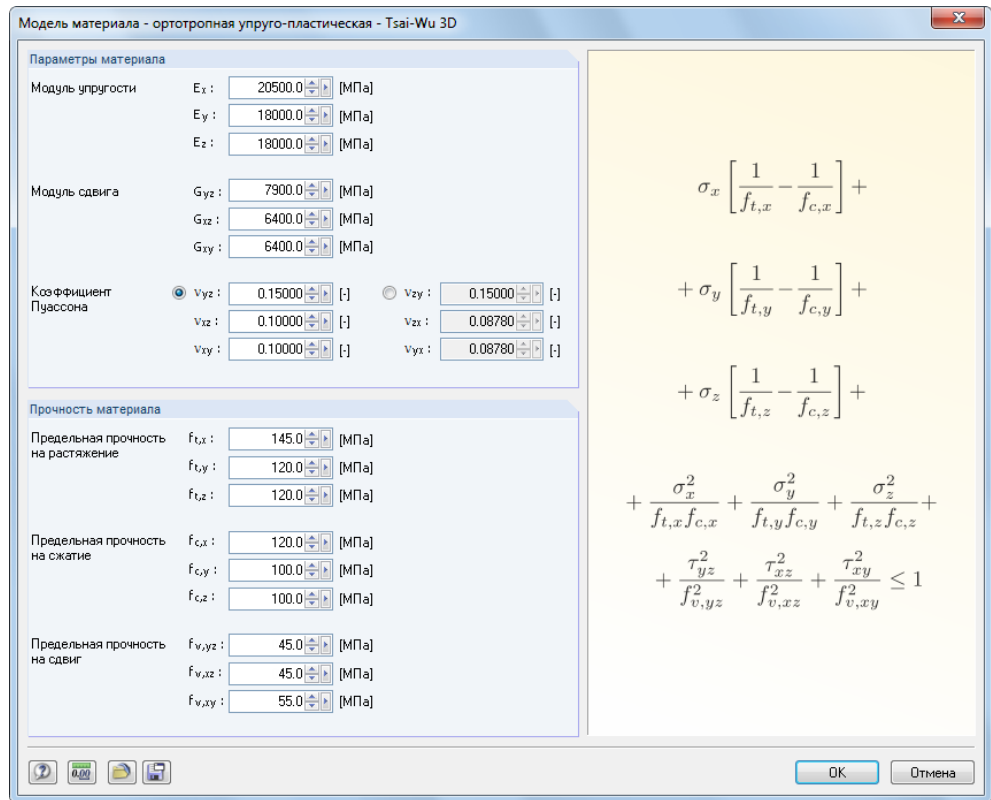 Модель материала - ортотропная упруго-пластическая - Tsai-Wu 3D
x
Параметры материала
Модуль упругости Ex : 20500.0 [МПа]
Ey : 18000.0 [МПа]
Ez : 18000.0 [МПа]
Модуль сдвига Gyz : 7900.0 [МПа]
Gxz : 6400.0 [МПа]
Gxy : 6400.0 [МПа]
Коэффициент
Пуассона
νyz : 0.15000 [-] νzy : 0.15000 [-]
νxz : 0.10000 [-] νzx : 0.08780 [-]
νxy : 0.10000 [-] νyx : 0.08780 [-]
Прочность материала
Предельная прочность
на растяжение
ft,x : 145.0 [МПа]
ft,y : 120.0 [МПа]
ft,z : 120.0 [МПа]
Предельная прочность
на сжатие
fc,x : 120.0 [МПа]
fc,y : 100.0 [МПа]
fc,z : 100.0 [МПа]
Предельная прочность
на сдвиг
fv,yz : 45.0 [МПа]
fv,xz : 45.0 [МПа]
fv,xy : 55.0 [МПа]
σx [1/ft,x − 1/fc,x] +
+ σy [1/ft,y − 1/fc,y] +
+ σz [1/ft,z − 1/fc,z] +
+ σx²/(ft,x fc,x) + σy²/(ft,y fc,y) + σz²/(ft,z fc,z) +
+ τyz²/f²v,yz + τxz²/f²v,xz + τxy²/f²v,xy ≤ 1
0.00
OK
Отмена